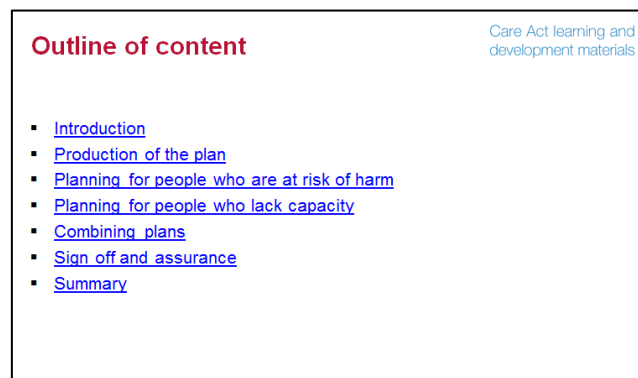 Outline of content
Care Act learning and
development materials
Introduction
Production of the plan
Planning for people who are at risk of harm
Planning for people who lack capacity
Combining plans
Sign off and assurance
Summary